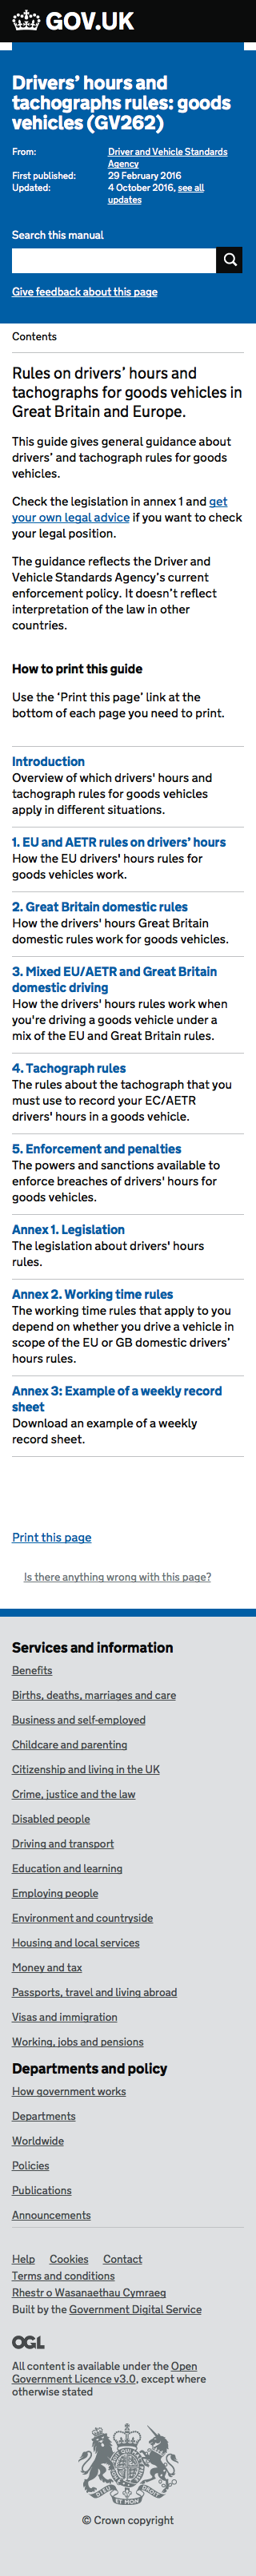 GOV.UK
Drivers’ hours and
tachographs rules: goods
vehicles (GV262)
From: Driver and Vehicle Standards
Agency
First published: 29 February 2016
Updated: 4 October 2016, see all
updates
Search this manual
Give feedback about this page
Contents
Rules on drivers’ hours and
tachographs for goods vehicles in
Great Britain and Europe.
This guide gives general guidance about
drivers’ and tachograph rules for goods
vehicles.
Check the legislation in annex 1 and get
your own legal advice if you want to check
your legal position.
The guidance reflects the Driver and
Vehicle Standards Agency’s current
enforcement policy. It doesn’t reflect
interpretation of the law in other
countries.
How to print this guide
Use the ‘Print this page’ link at the
bottom of each page you need to print.
Introduction
Overview of which drivers' hours and
tachograph rules for goods vehicles
apply in different situations.
1. EU and AETR rules on drivers’ hours
How the EU drivers' hours rules for
goods vehicles work.
2. Great Britain domestic rules
How the drivers' hours Great Britain
domestic rules work for goods vehicles.
3. Mixed EU/AETR and Great Britain
domestic driving
How the drivers' hours rules work when
you're driving a goods vehicle under a
mix of the EU and Great Britain rules.
4. Tachograph rules
The rules about the tachograph that you
must use to record your EC/AETR
drivers' hours in a goods vehicle.
5. Enforcement and penalties
The powers and sanctions available to
enforce breaches of drivers' hours for
goods vehicles.
Annex 1. Legislation
The legislation about drivers' hours
rules.
Annex 2. Working time rules
The working time rules that apply to you
depend on whether you drive a vehicle in
scope of the EU or GB domestic drivers’
hours rules.
Annex 3: Example of a weekly record
sheet
Download an example of a weekly
record sheet.
Print this page
Is there anything wrong with this page?
Services and information
Benefits
Births, deaths, marriages and care
Business and self-employed
Childcare and parenting
Citizenship and living in the UK
Crime, justice and the law
Disabled people
Driving and transport
Education and learning
Employing people
Environment and countryside
Housing and local services
Money and tax
Passports, travel and living abroad
Visas and immigration
Working, jobs and pensions
Departments and policy
How government works
Departments
Worldwide
Policies
Publications
Announcements
Help Cookies Contact
Terms and conditions
Rhestr o Wasanaethau Cymraeg
Built by the Government Digital Service
OGL
All content is available under the Open
Government Licence v3.0, except where
otherwise stated
© Crown copyright